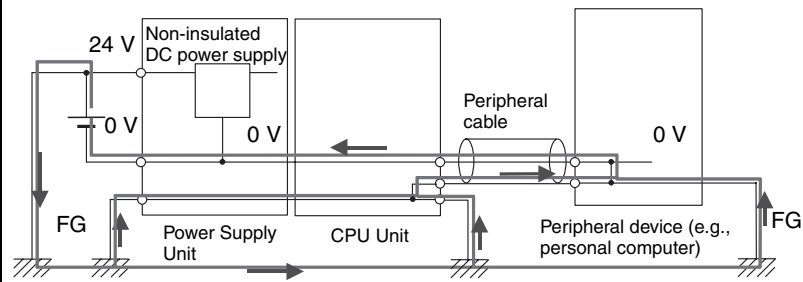 Non-insulated
DC power supply
24 V
0 V
0 V
Peripheral
cable
0 V
FG
Power Supply
Unit
CPU Unit
Peripheral device (e.g.,
personal computer)
FG